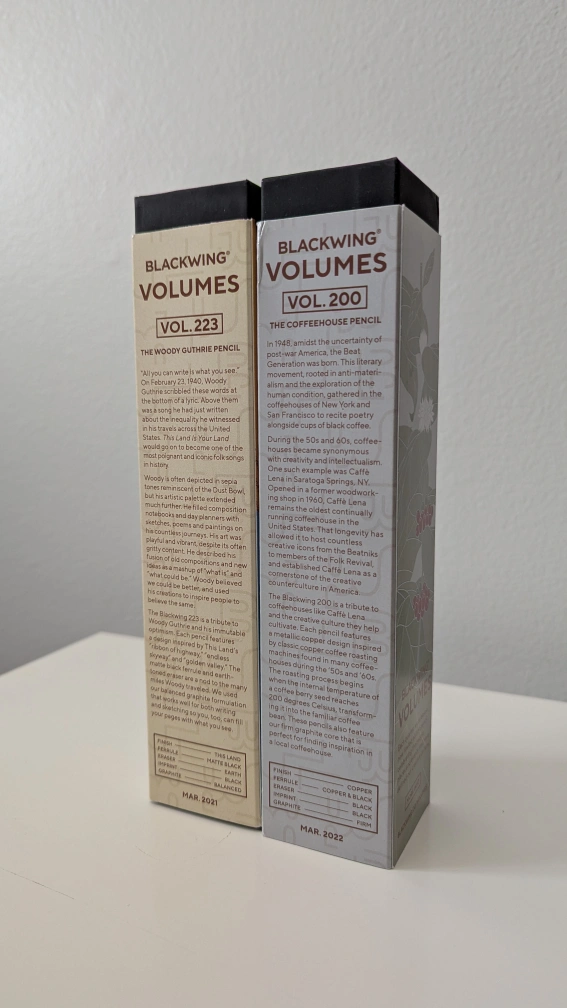 BLACKWING®
VOLUMES
VOL. 223
THE WOODY GUTHRIE PENCIL
"All you can write is what you see."
On February 23, 1940, Woody
Guthrie scribbled these words at
the bottom of a lyric. Above them
was a song he had just written
about the inequality he witnessed
in his travels across the United
States. This Land is Your Land
would go on to become one of the
most poignant and iconic folk songs
in history.
Woody is often depicted in sepia
tones reminiscent of the Dust Bowl,
but his artistic palette extended
much further. He filled composition
notebooks and day planners with
sketches, poems and paintings on
his countless journeys. His art was
playful and vibrant, despite its often
gritty content. He described his
fusion of old compositions and new
ideas as a mashup of "what is" and
"what could be." Woody believed
we could be better, and used
his creations to inspire people to
believe the same.
The Blackwing 223 is a tribute to
Woody Guthrie and his immutable
optimism. Each pencil features
a design inspired by This Land's
"ribbon of highway," "endless
skyway" and "golden valley." The
matte black ferrule and earth-
toned eraser are a nod to the many
miles Woody traveled. We used
our balanced graphite formulation
that works well for both writing
and sketching so you, too, can fill
your pages with what you see.
FINISH THIS LAND
FERRULE MATTE BLACK
ERASER EARTH
IMPRINT BLACK
GRAPHITE BALANCED
MAR. 2021
BLACKWING®
VOLUMES
VOL. 200
THE COFFEEHOUSE PENCIL
In 1948, amidst the uncertainty of
post-war America, the Beat
Generation was born. This literary
movement, rooted in anti-materi-
alism and the exploration of the
human condition, gathered in the
coffeehouses of New York and
San Francisco to recite poetry
alongside cups of black coffee.
During the 50s and 60s, coffee-
houses became synonymous
with creativity and intellectualism.
One such example was Caffè
Lena in Saratoga Springs, NY.
Opened in a former woodwork-
ing shop in 1960, Caffè Lena
remains the oldest continually
running coffeehouse in the
United States. That longevity has
allowed it to host countless
creative icons from the Beatniks
to members of the Folk Revival,
and established Caffè Lena as a
cornerstone of the creative
counterculture in America.
The Blackwing 200 is a tribute to
coffeehouses like Caffè Lena
and the creative culture they help
cultivate. Each pencil features
a metallic copper design inspired
by classic copper coffee roasting
machines found in many coffee-
houses during the '50s and '60s.
The roasting process begins
when the internal temperature of
a coffee berry seed reaches
200 degrees Celsius, transform-
ing it into the familiar coffee
bean. These pencils also feature
our firm graphite core that is
perfect for finding inspiration in
a local coffeehouse.
FINISH COPPER
FERRULE COPPER & BLACK
ERASER BLACK
IMPRINT BLACK
GRAPHITE FIRM
MAR. 2022
VOLUMES